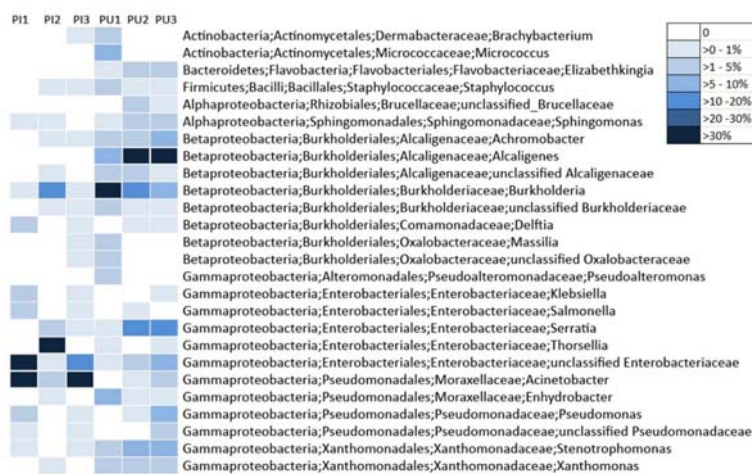 PI1 PI2 PI3 PU1 PU2 PU3
Actinobacteria;Actinomycetales;Dermabacteraceae;Brachybacterium
Actinobacteria;Actinomycetales;Micrococcaceae;Micrococcus
Bacteroidetes;Flavobacteria;Flavobacteriales;Flavobacteriaceae;Elizabethkingia
Firmicutes;Bacilli;Bacillales;Staphylococcaceae;Staphylococcus
Alphaproteobacteria;Rhizobiales;Brucellaceae;unclassified_Brucellaceae
Alphaproteobacteria;Sphingomonadales;Sphingomonadaceae;Sphingomonas
Betaproteobacteria;Burkholderiales;Alcaligenaceae;Achromobacter
Betaproteobacteria;Burkholderiales;Alcaligenaceae;Alcaligenes
Betaproteobacteria;Burkholderiales;Alcaligenaceae;unclassified Alcaligenaceae
Betaproteobacteria;Burkholderiales;Burkholderiaceae;Burkholderia
Betaproteobacteria;Burkholderiales;Burkholderiaceae;unclassified Burkholderiaceae
Betaproteobacteria;Burkholderiales;Comamonadaceae;Delftia
Betaproteobacteria;Burkholderiales;Oxalobacteraceae;Massilia
Betaproteobacteria;Burkholderiales;Oxalobacteraceae;unclassified Oxalobacteraceae
Gammaproteobacteria;Alteromonadales;Pseudoalteromonadaceae;Pseudoalteromonas
Gammaproteobacteria;Enterobacteriales;Enterobacteriaceae;Klebsiella
Gammaproteobacteria;Enterobacteriales;Enterobacteriaceae;Salmonella
Gammaproteobacteria;Enterobacteriales;Enterobacteriaceae;Serratia
Gammaproteobacteria;Enterobacteriales;Enterobacteriaceae;Thorsellia
Gammaproteobacteria;Enterobacteriales;Enterobacteriaceae;unclassified Enterobacteriaceae
Gammaproteobacteria;Pseudomonadales;Moraxellaceae;Acinetobacter
Gammaproteobacteria;Pseudomonadales;Moraxellaceae;Enhydrobacter
Gammaproteobacteria;Pseudomonadales;Pseudomonadaceae;Pseudomonas
Gammaproteobacteria;Pseudomonadales;Pseudomonadaceae;unclassified Pseudomonadaceae
Gammaproteobacteria;Xanthomonadales;Xanthomonadaceae;Stenotrophomonas
Gammaproteobacteria;Xanthomonadales;Xanthomonadaceae;Xanthomonas
0
>0 - 1%
>1 - 5%
>5 - 10%
>10 -20%
>20 -30%
>30%